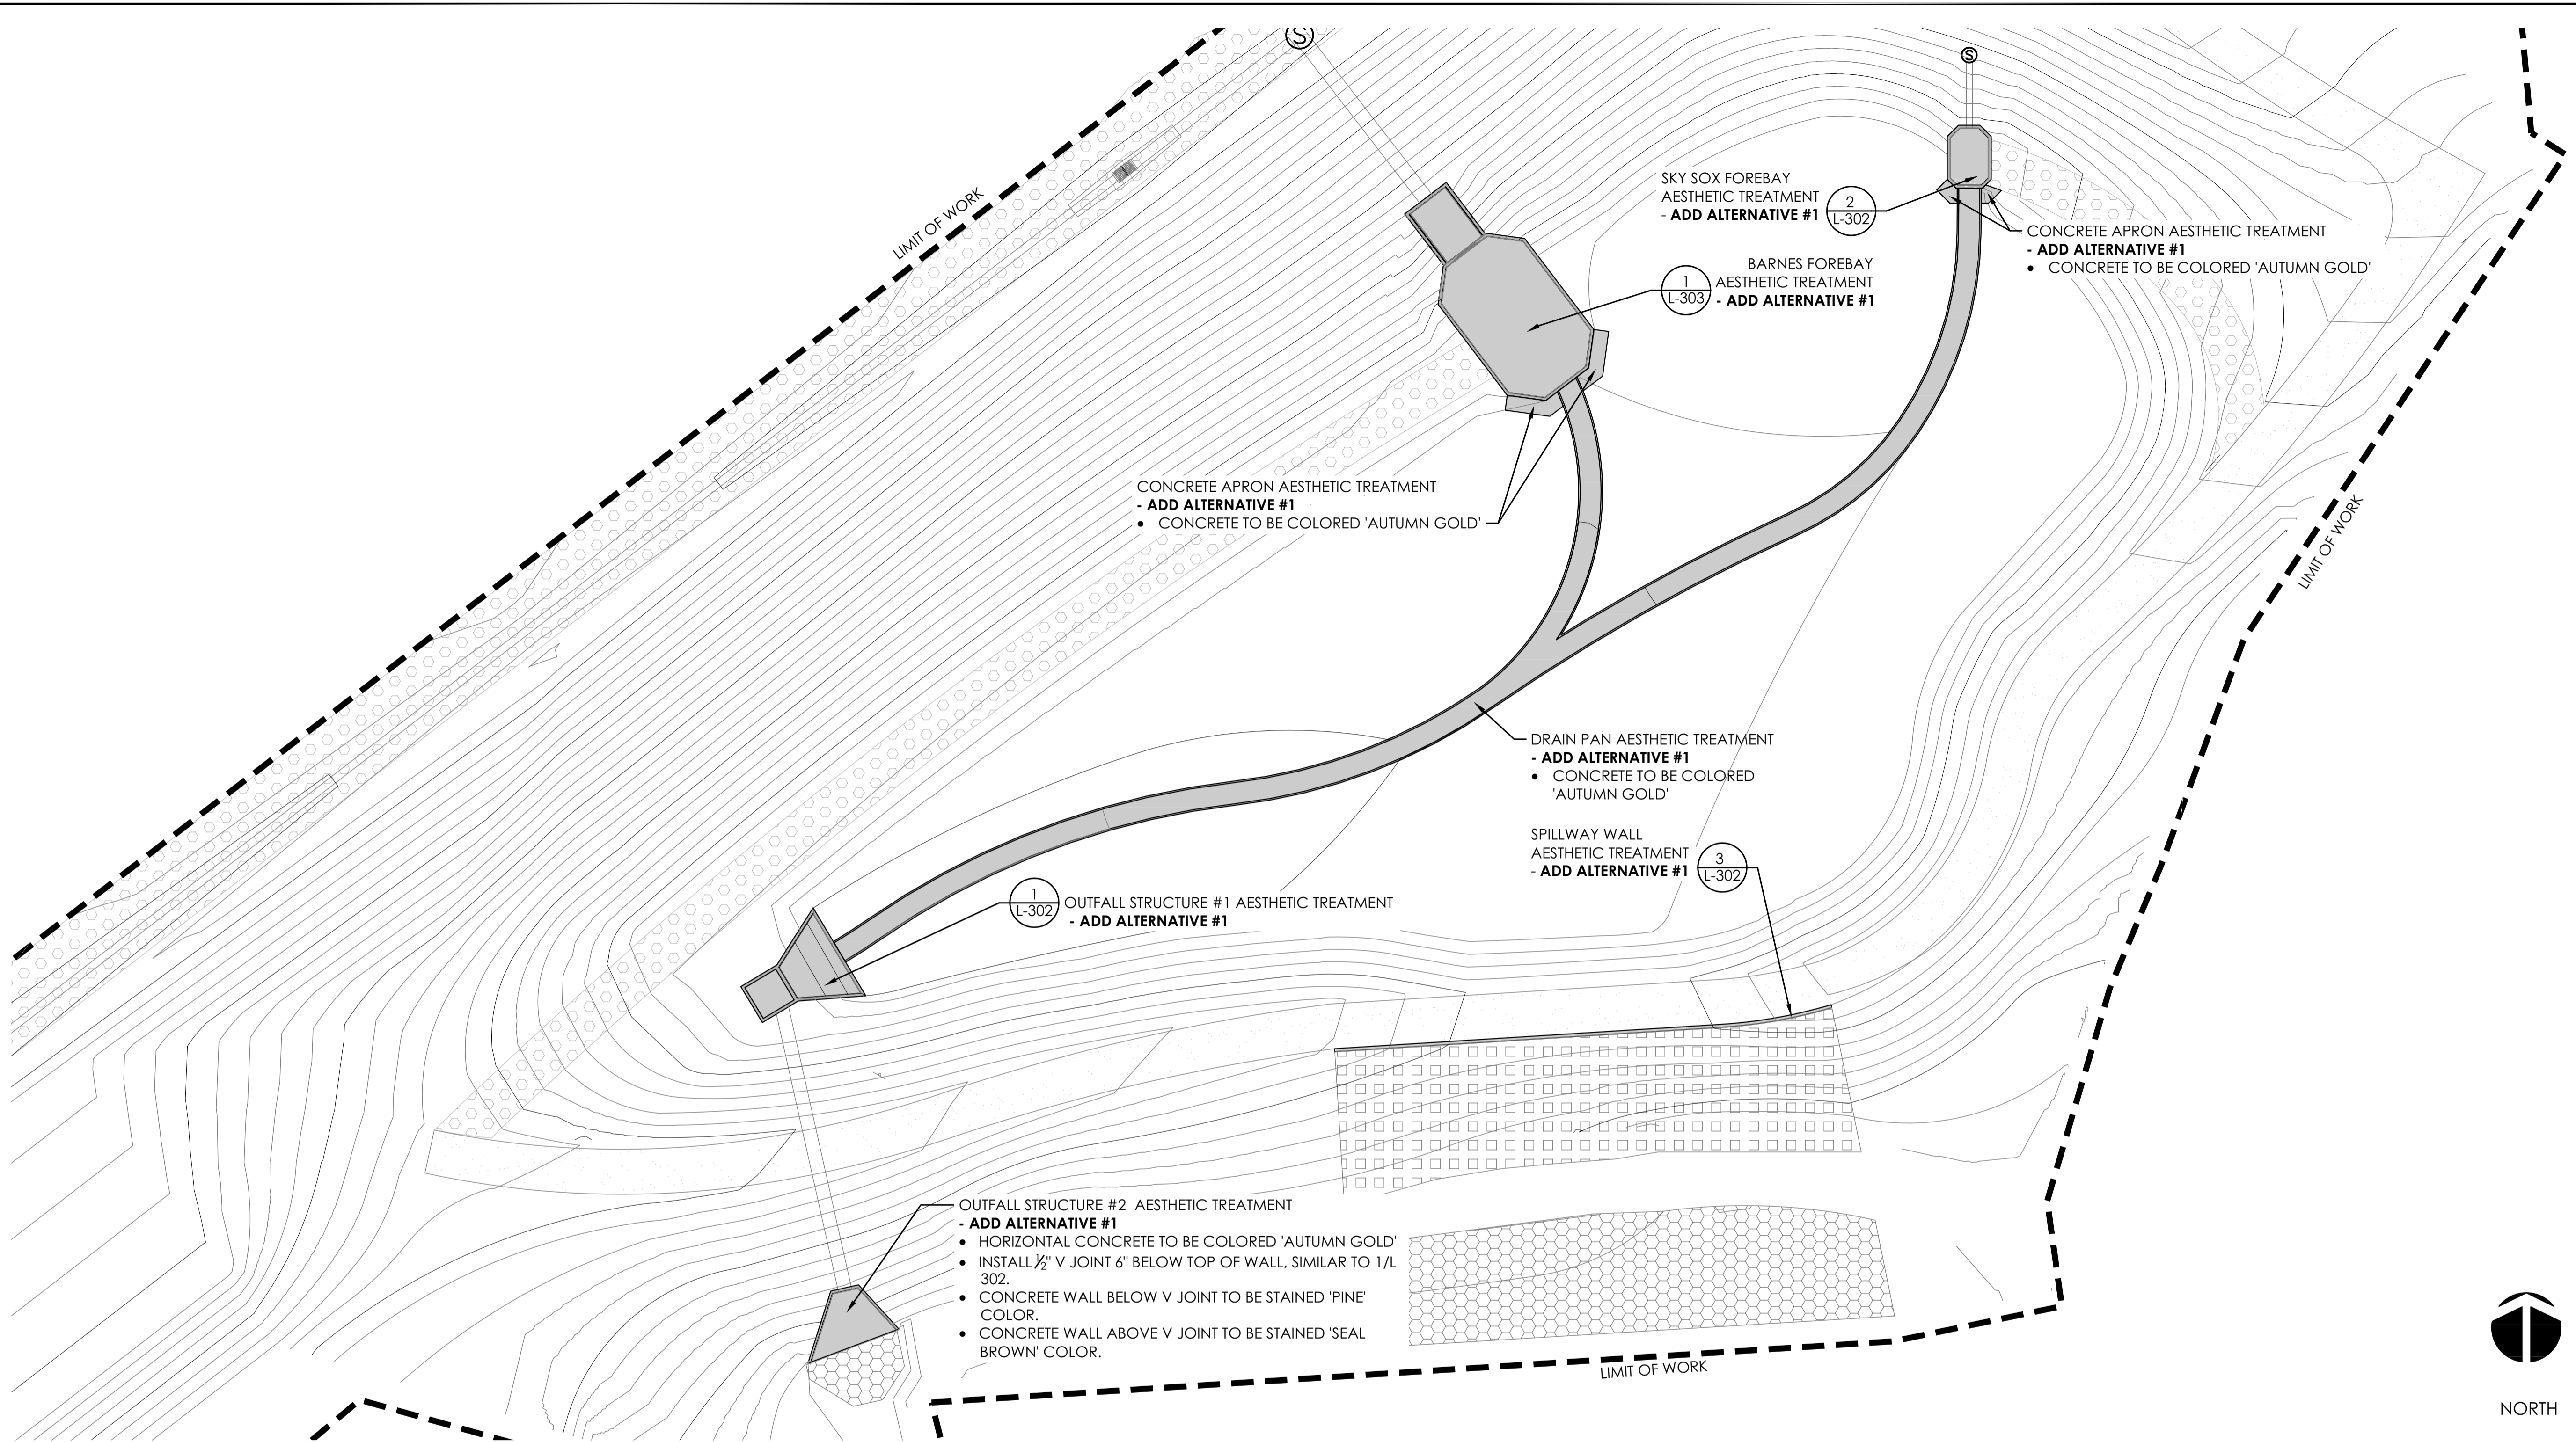 S
S
LIMIT OF WORK
SKY SOX FOREBAY
AESTHETIC TREATMENT
- ADD ALTERNATIVE #1
2
L-302
CONCRETE APRON AESTHETIC TREATMENT
- ADD ALTERNATIVE #1
• CONCRETE TO BE COLORED 'AUTUMN GOLD'
BARNES FOREBAY
AESTHETIC TREATMENT
- ADD ALTERNATIVE #1
1
L-303
CONCRETE APRON AESTHETIC TREATMENT
- ADD ALTERNATIVE #1
• CONCRETE TO BE COLORED 'AUTUMN GOLD'
LIMIT OF WORK
DRAIN PAN AESTHETIC TREATMENT
- ADD ALTERNATIVE #1
• CONCRETE TO BE COLORED
'AUTUMN GOLD'
SPILLWAY WALL
AESTHETIC TREATMENT
- ADD ALTERNATIVE #1
3
L-302
1
L-302
OUTFALL STRUCTURE #1 AESTHETIC TREATMENT
- ADD ALTERNATIVE #1
OUTFALL STRUCTURE #2 AESTHETIC TREATMENT
- ADD ALTERNATIVE #1
• HORIZONTAL CONCRETE TO BE COLORED 'AUTUMN GOLD'
• INSTALL ½" V JOINT 6" BELOW TOP OF WALL, SIMILAR TO 1/L
302.
• CONCRETE WALL BELOW V JOINT TO BE STAINED 'PINE'
COLOR.
• CONCRETE WALL ABOVE V JOINT TO BE STAINED 'SEAL
BROWN' COLOR.
LIMIT OF WORK
NORTH